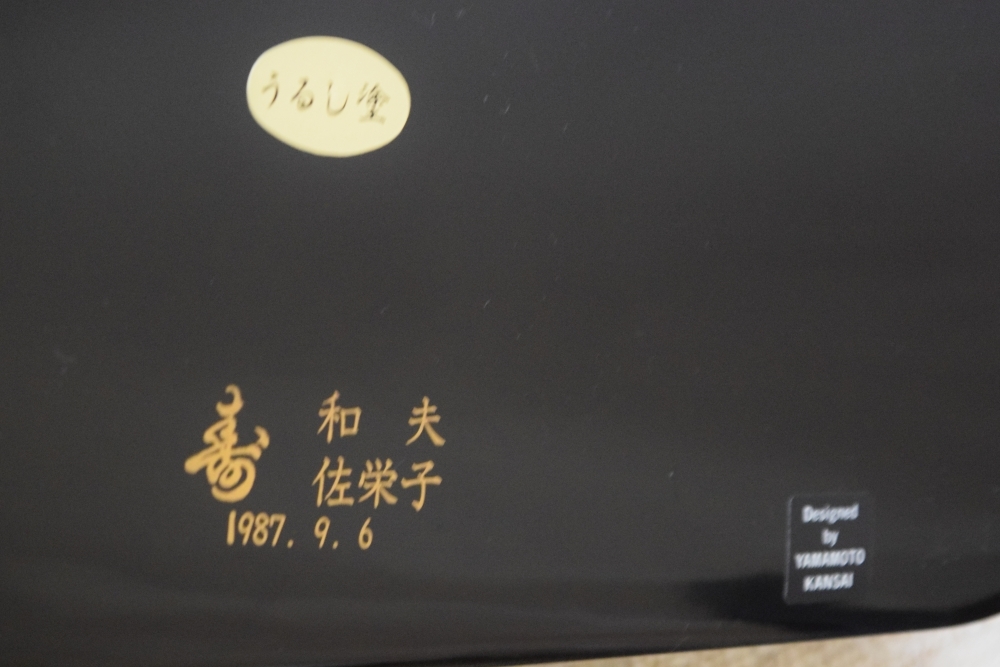 うるし塗
寿
和 夫
佐栄子
1987. 9. 6
Designed
by
YAMAMOTO
KANSAI